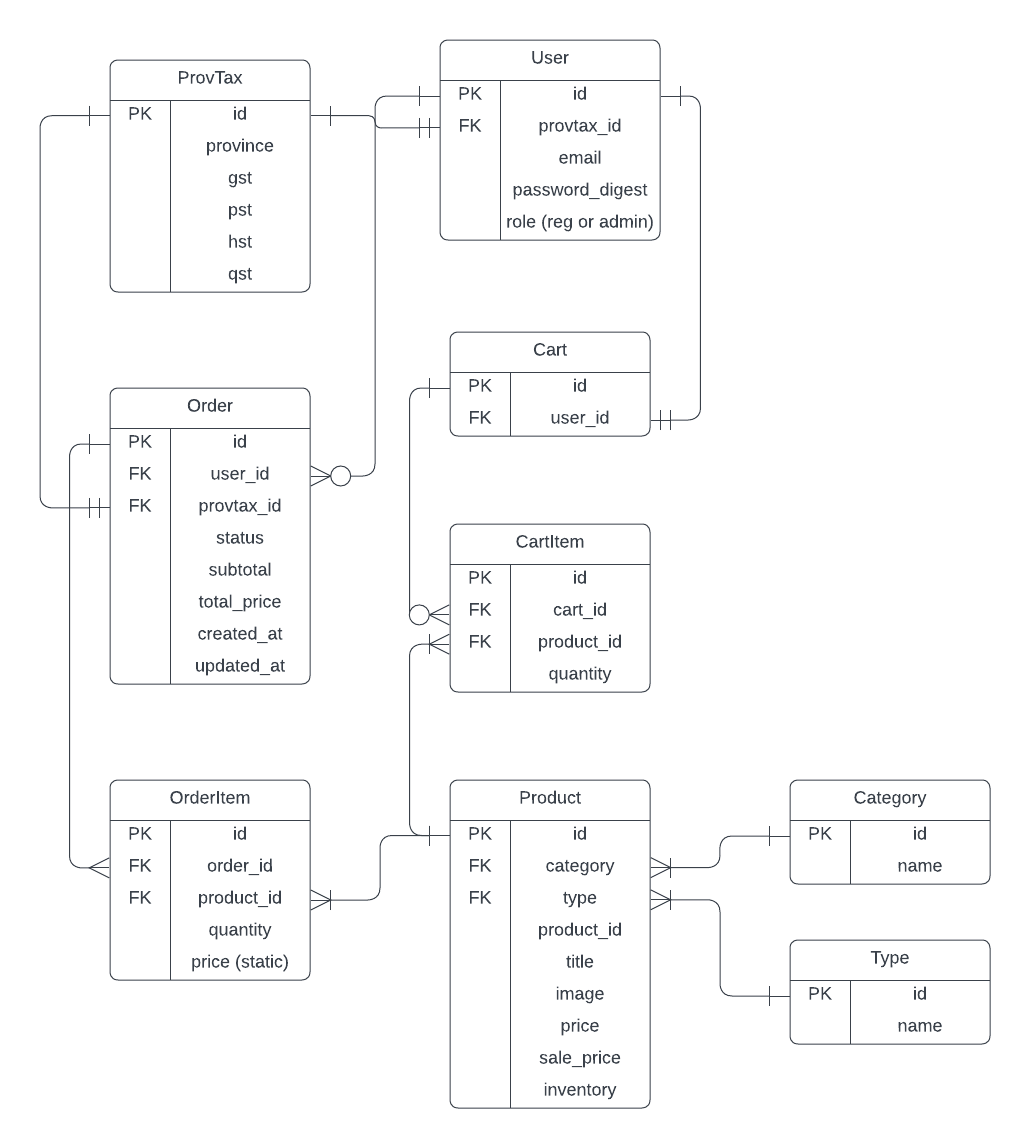 ProvTax
PK id
province
gst
pst
hst
qst
User
PK id
FK provtax_id
email
password_digest
role (reg or admin)
Cart
PK id
FK user_id
Order
PK id
FK user_id
FK provtax_id
status
subtotal
total_price
created_at
updated_at
CartItem
PK id
FK cart_id
FK product_id
quantity
OrderItem
PK id
FK order_id
FK product_id
quantity
price (static)
Product
PK id
FK category
FK type
product_id
title
image
price
sale_price
inventory
Category
PK id
name
Type
PK id
name